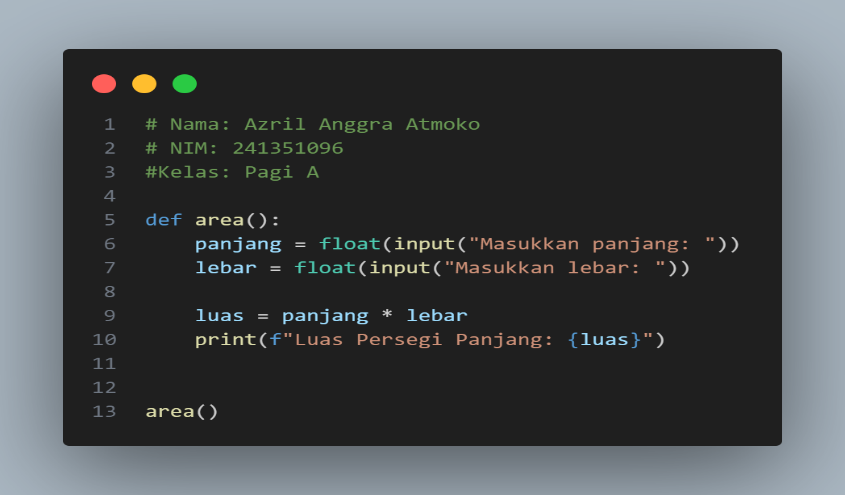 1 # Nama: Azril Anggra Atmoko
2 # NIM: 241351096
3 #Kelas: Pagi A
4
5 def area():
6     panjang = float(input("Masukkan panjang: "))
7     lebar = float(input("Masukkan lebar: "))
8
9     luas = panjang * lebar
10     print(f"Luas Persegi Panjang: {luas}")
11
12
13 area()